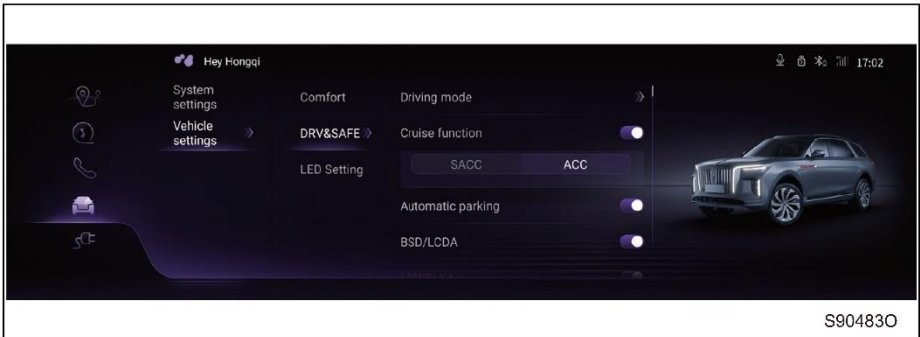 Hey Hongqi
17:02
System
settings
Vehicle
settings
Comfort
DRV&SAFE
LED Setting
Driving mode
Cruise function
SACC
ACC
Automatic parking
BSD/LCDA
S90483O